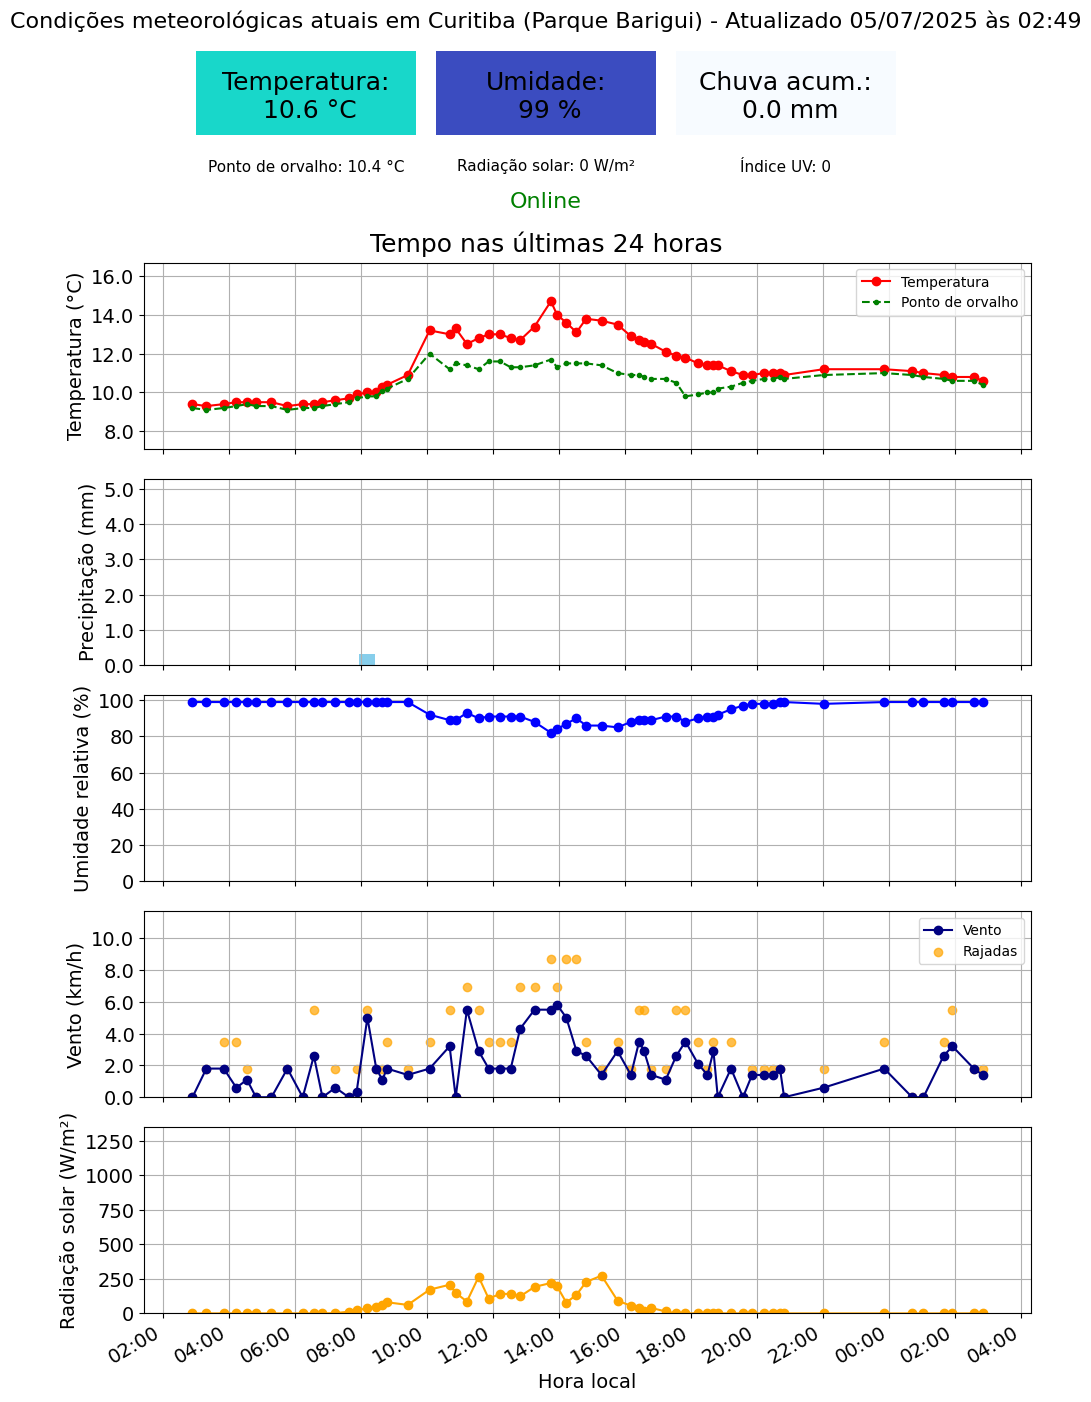 Condições meteorológicas atuais em Curitiba (Parque Barigui) - Atualizado 05/07/2025 às 02:49
Temperatura:
10.6 °C
Umidade:
99 %
Chuva acum.:
0.0 mm
Ponto de orvalho: 10.4 °C
Radiação solar: 0 W/m²
Índice UV: 0
Online
Tempo nas últimas 24 horas
Temperatura (°C)
16.0
14.0
12.0
10.0
8.0
Temperatura
Ponto de orvalho
Precipitação (mm)
5.0
4.0
3.0
2.0
1.0
0.0
Umidade relativa (%)
100
80
60
40
20
0
Vento (km/h)
10.0
8.0
6.0
4.0
2.0
0.0
Vento
Rajadas
Radiação solar (W/m²)
1250
1000
750
500
250
0
02:00
04:00
06:00
08:00
10:00
12:00
14:00
16:00
18:00
20:00
22:00
00:00
02:00
04:00
Hora local